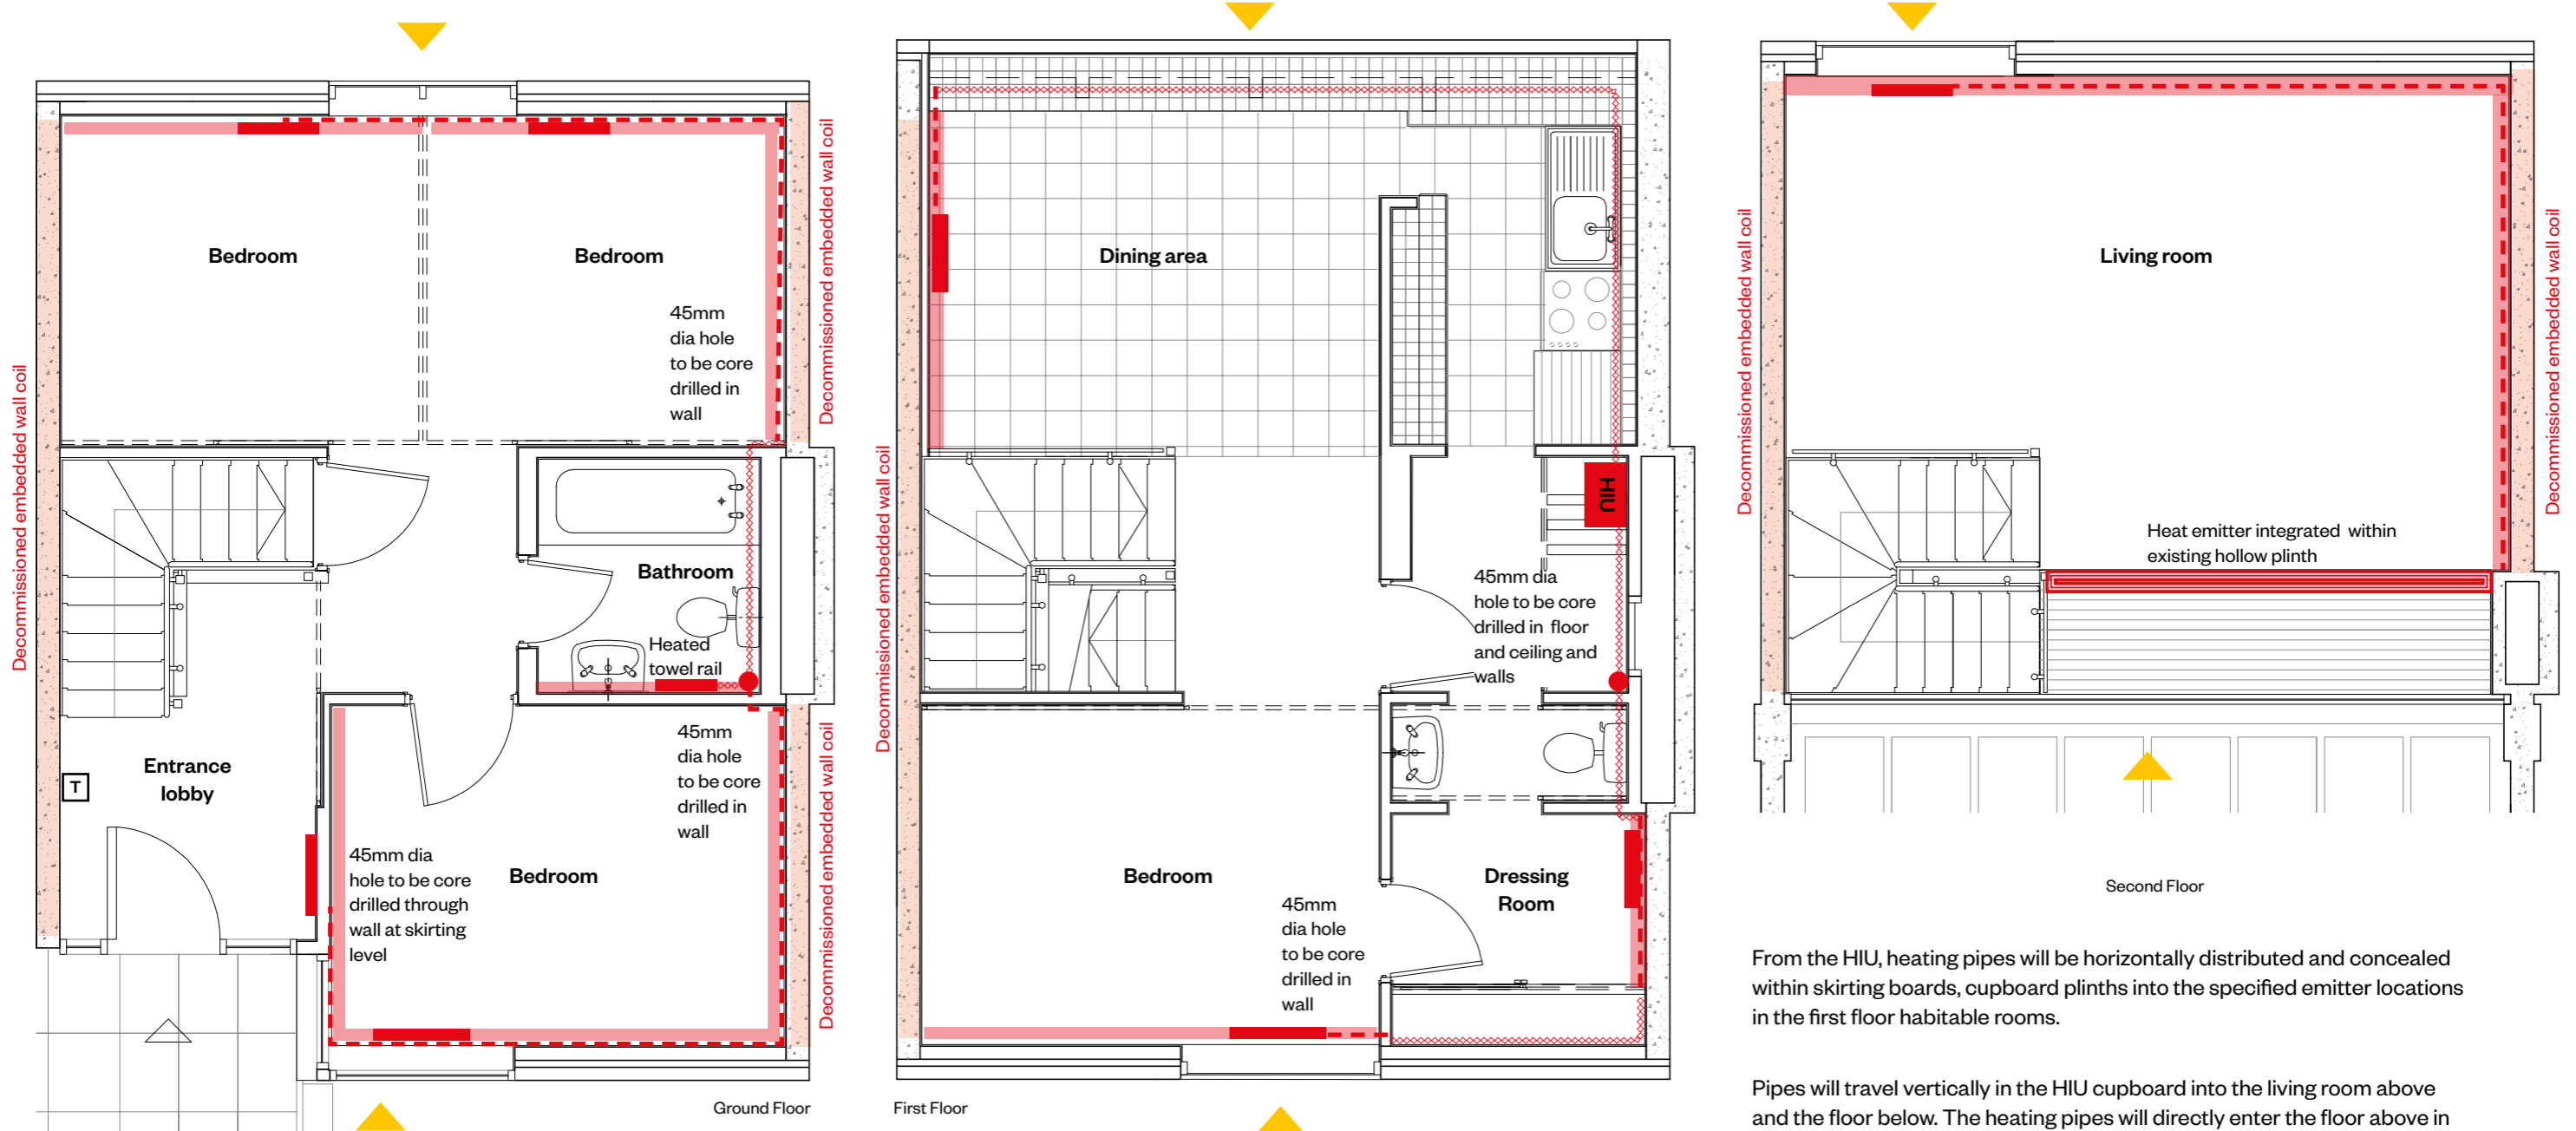 Decommissioned embedded wall coil
Bedroom
Bedroom
45mm
dia hole
to be core
drilled in
wall
Decommissioned embedded wall coil
Bathroom
Heated
towel rail
Entrance
lobby
T
45mm dia
hole to be core
drilled through
wall at skirting
level
Bedroom
45mm
dia hole
to be core
drilled in
wall
Decommissioned embedded wall coil
Ground Floor
Decommissioned embedded wall coil
Dining area
HIU
45mm dia
hole to be core
drilled in floor
and ceiling and
walls
Bedroom
45mm
dia hole
to be core
drilled in
wall
Dressing
Room
First Floor
Decommissioned embedded wall coil
Living room
Decommissioned embedded wall coil
Heat emitter integrated within
existing hollow plinth
Second Floor
From the HIU, heating pipes will be horizontally distributed and concealed
within skirting boards, cupboard plinths into the specified emitter locations
in the first floor habitable rooms.
Pipes will travel vertically in the HIU cupboard into the living room above
and the floor below. The heating pipes will directly enter the floor above in